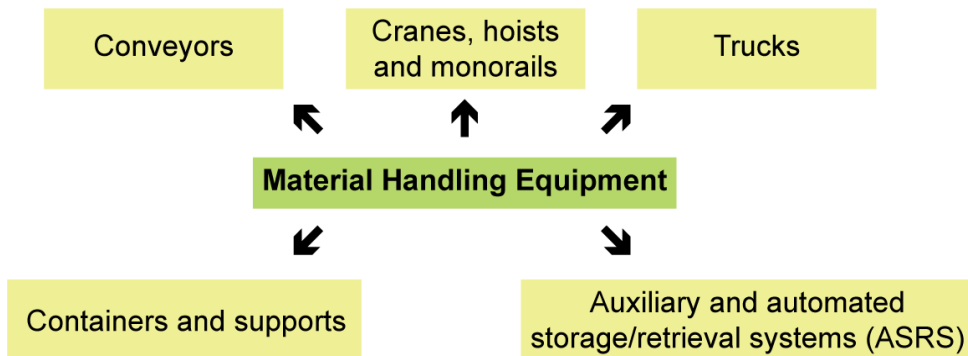 Conveyors
Cranes, hoists
and monorails
Trucks
Material Handling Equipment
Containers and supports
Auxiliary and automated
storage/retrieval systems (ASRS)